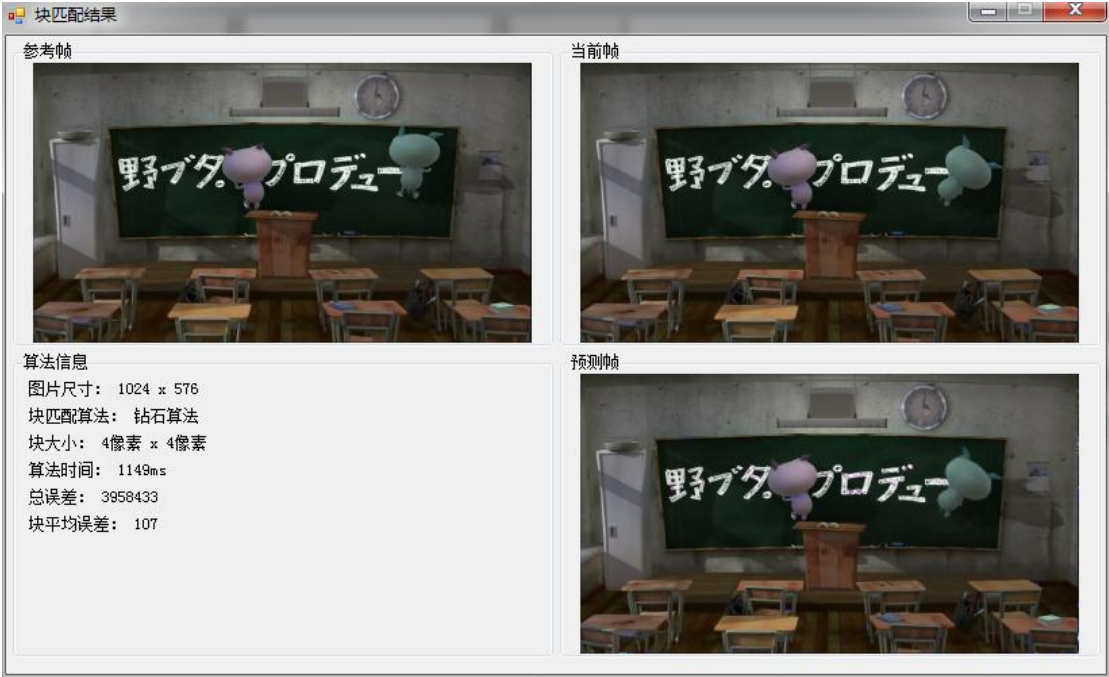 块匹配结果
参考帧
野ブタ。プロデュー
当前帧
野ブタ。プロデュー
算法信息
图片尺寸： 1024 x 576
块匹配算法： 钻石算法
块大小： 4像素 x 4像素
算法时间： 1149ms
总误差： 3958433
块平均误差： 107
预测帧
野ブタ。プロデュー